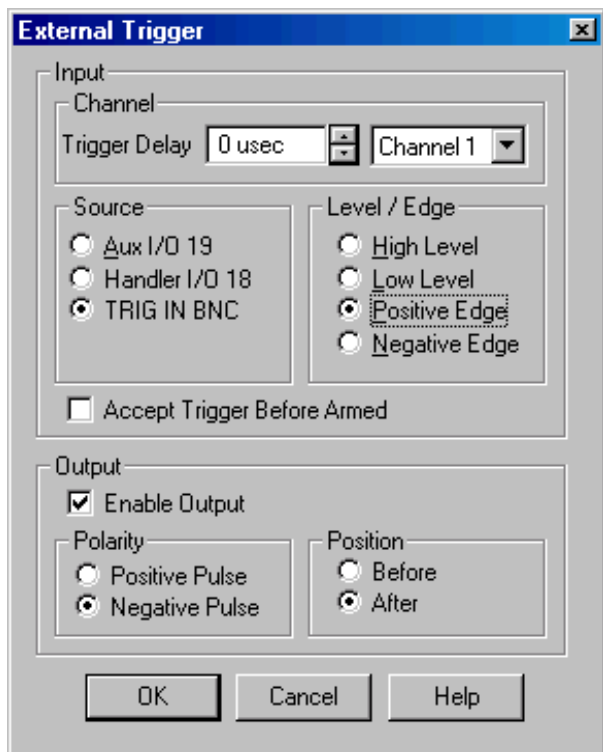 External Trigger
Input
Channel
Trigger Delay 0 usec Channel 1
Source
Aux I/O 19
Handler I/O 18
TRIG IN BNC
Level / Edge
High Level
Low Level
Positive Edge
Negative Edge
Accept Trigger Before Armed
Output
Enable Output
Polarity
Positive Pulse
Negative Pulse
Position
Before
After
OK Cancel Help